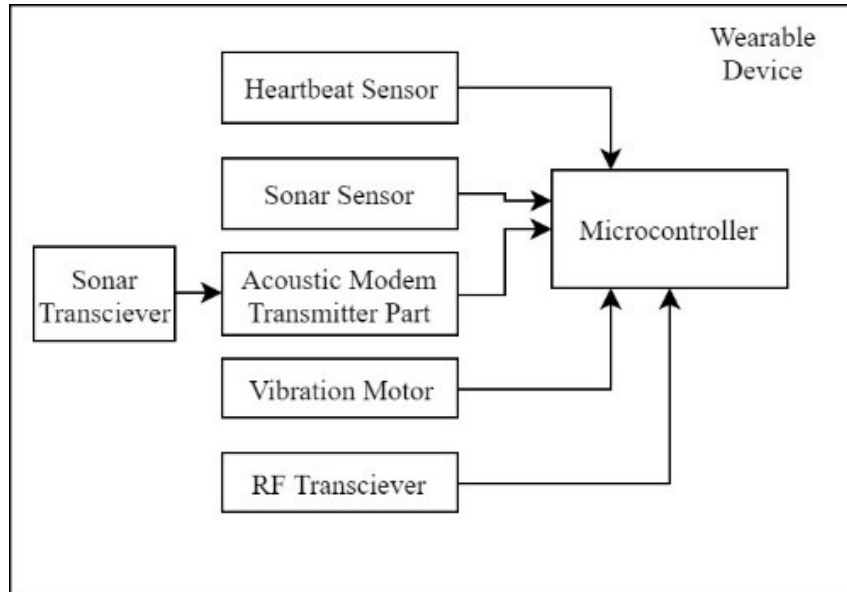 Wearable
Device
Heartbeat Sensor
Sonar Sensor
Microcontroller
Sonar
Transciever
Acoustic Modem
Transmitter Part
Vibration Motor
RF Transciever